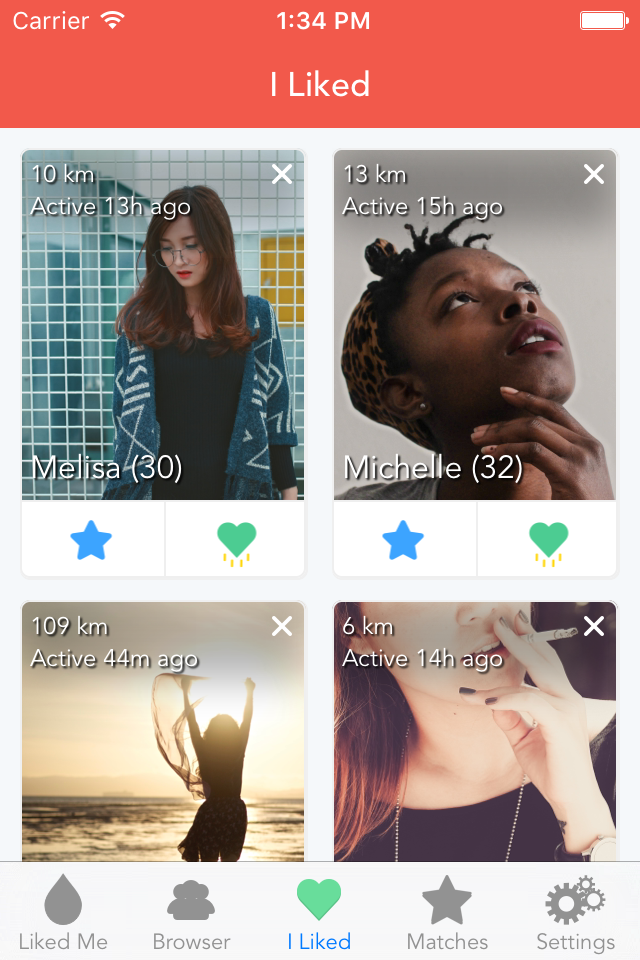 Carrier 1:34 PM
I Liked
10 km
Active 13h ago
Melisa (30)
13 km
Active 15h ago
Michelle (32)
109 km
Active 44m ago
6 km
Active 14h ago
Liked Me Browser I Liked Matches Settings